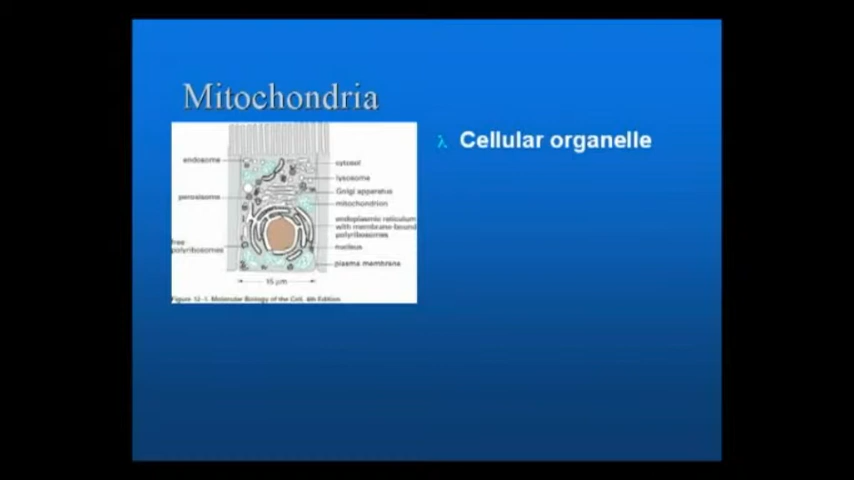 Mitochondria
λ Cellular organelle
endosome
cytosol
lysosome
Golgi apparatus
peroxisome
mitochondrion
endoplasmic reticulum
with membrane-bound
polyribosomes
free
polyribosomes
nucleus
plasma membrane
15 μm
Figure 12-1 Molecular Biology of the Cell, 4th Edition.